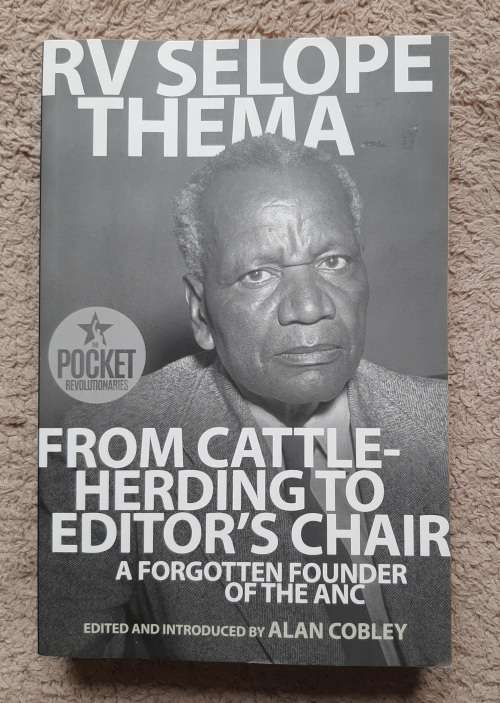 RV SELOPE
THEMA
POCKET
REVOLUTIONARIES
FROM CATTLE-
HERDING TO
EDITOR'S CHAIR
A FORGOTTEN FOUNDER
OF THE ANC
EDITED AND INTRODUCED BY ALAN COBLEY